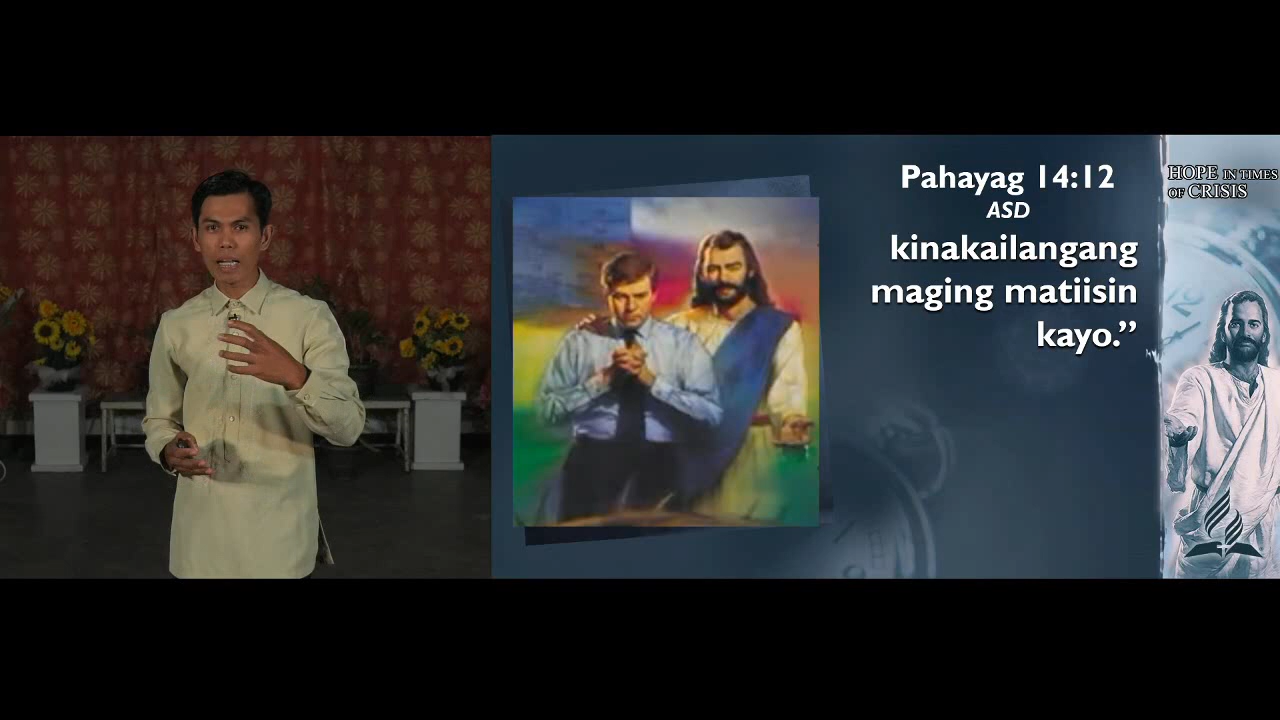 Pahayag 14:12
ASD
kinakailangang
maging matiisin
kayo.”
HOPE IN TIMES
OF CRISIS